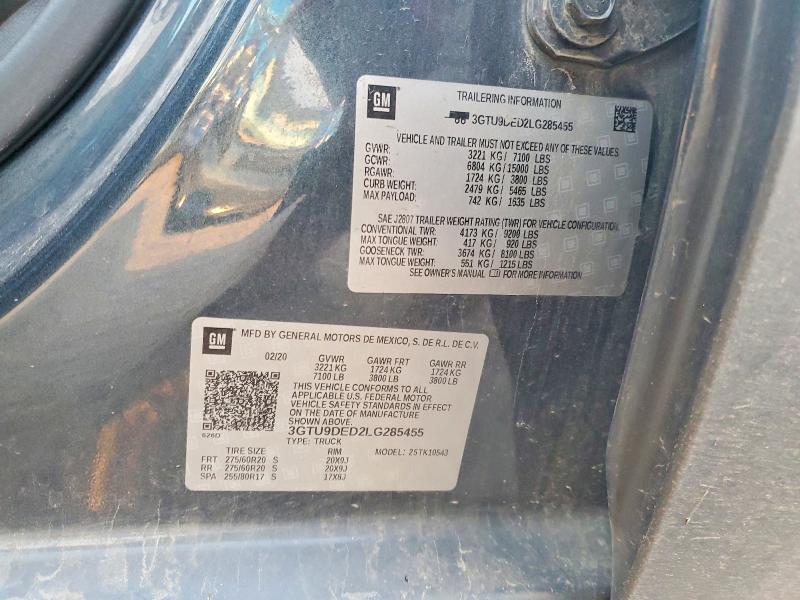 GM
TRAILERING INFORMATION
3GTU9DED2LG285455
VEHICLE AND TRAILER MUST NOT EXCEED ANY OF THESE VALUES
GVWR: 3221 KG/ 7100 LBS
GCWR: 6804 KG/15000 LBS
RGAWR: 1724 KG/ 3800 LBS
CURB WEIGHT: 2479 KG/ 5465 LBS
MAX PAYLOAD: 742 KG/ 1635 LBS
SAE J2807 TRAILER WEIGHT RATING (TWR) FOR VEHICLE CONFIGURATION.
CONVENTIONAL TWR: 4173 KG/ 9200 LBS
MAX TONGUE WEIGHT: 417 KG/ 920 LBS
GOOSENECK TWR: 3674 KG/ 8100 LBS
MAX TONGUE WEIGHT: 551 KG/ 1215 LBS
SEE OWNER'S MANUAL FOR MORE INFORMATION
GM
MFD BY GENERAL MOTORS DE MEXICO, S. DE R.L. DE C.V.
02/20 GVWR GAWR FRT GAWR RR
3221 KG 1724 KG 1724 KG
7100 LB 3800 LB 3800 LB
THIS VEHICLE CONFORMS TO ALL
APPLICABLE U.S. FEDERAL MOTOR
VEHICLE SAFETY STANDARDS IN EFFECT
ON THE DATE OF MANUFACTURE
SHOWN ABOVE.
3GTU9DED2LG285455
TYPE: TRUCK
MODEL: 25TK10543
TIRE SIZE RIM
FRT 275/60R20 S 20X9J
RR 275/60R20 S 20X9J
SPA 255/80R17 S 17X8J